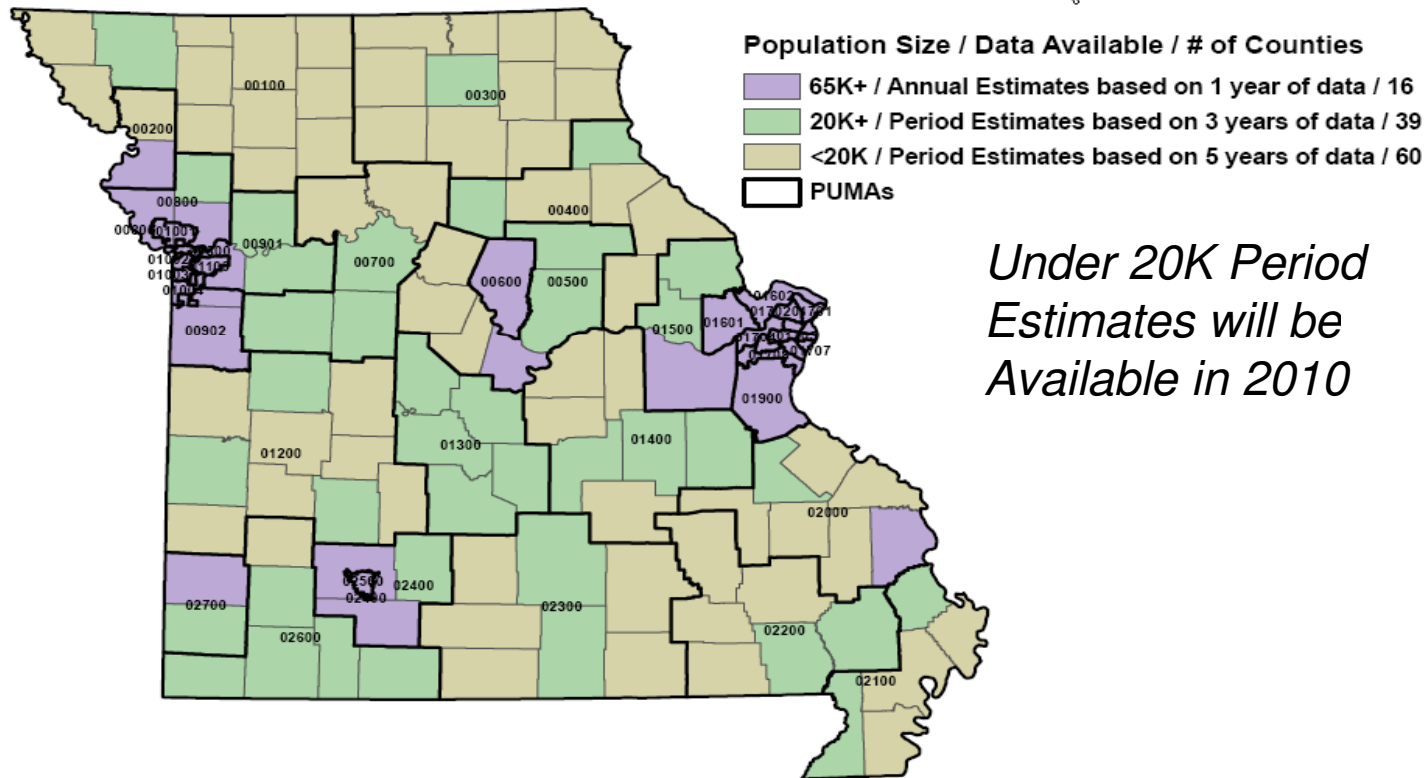 Population Size / Data Available / # of Counties
65K+ / Annual Estimates based on 1 year of data / 16
20K+ / Period Estimates based on 3 years of data / 39
<20K / Period Estimates based on 5 years of data / 60
PUMAs
Under 20K Period
Estimates will be
Available in 2010
00100
00300
00200
00800
00400
00901
00700
00600
00500
01601
01500
00902
01900
01300
01400
01200
02000
02400
02700
02300
02600
02200
02100